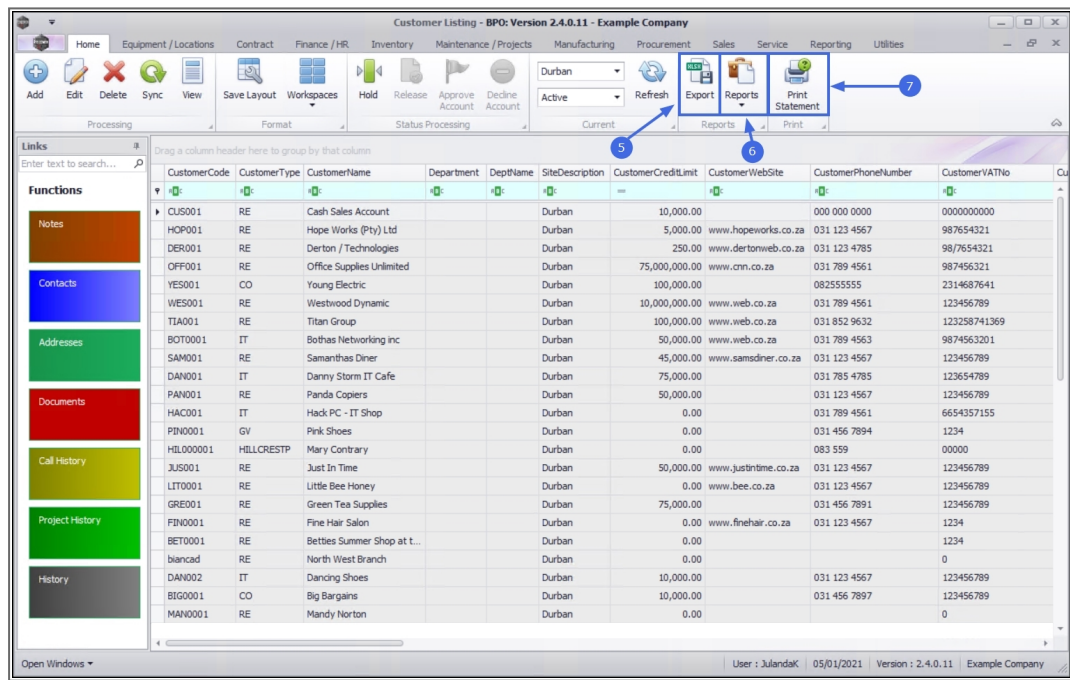 Customer Listing - BPO: Version 2.4.0.11 - Example Company
Home Equipment / Locations Contract Finance / HR Inventory Maintenance / Projects Manufacturing Procurement Sales Service Reporting Utilities
Add Edit Delete Sync View Save Layout Workspaces Hold Release Approve Account Decline Account Durban Active Refresh Export Reports Print Statement 7
Processing Format Status Processing Current Reports Print
5 6
Links
Enter text to search...
Drag a column header here to group by that column
Functions
CustomerCode CustomerType CustomerName Department DeptName SiteDescription CustomerCreditLimit CustomerWebSite CustomerPhoneNumber CustomerVATNo Cu
CUS001 RE Cash Sales Account Durban 10,000.00 000 000 0000 0000000000
HOP001 RE Hope Works (Pty) Ltd Durban 5,000.00 www.hopeworks.co.za 031 123 4567 987654321
DER001 RE Derton / Technologies Durban 250.00 www.dertonweb.co.za 031 123 4785 98/7654321
OFF001 RE Office Supplies Unlimited Durban 75,000,000.00 www.cnn.co.za 031 789 4561 987456321
YES001 CO Young Electric Durban 100,000.00 082555555 2314687641
WES001 RE Westwood Dynamic Durban 10,000,000.00 www.web.co.za 031 789 4561 123456789
TIA001 RE Titan Group Durban 100,000.00 www.web.co.za 031 852 9632 123258741369
BOT0001 IT Bothas Networking inc Durban 50,000.00 www.web.co.za 031 789 4563 9874563201
SAM001 RE Samanthas Diner Durban 45,000.00 www.samsdiner.co.za 031 123 4567 123456789
DAN001 IT Danny Storm IT Cafe Durban 75,000.00 031 785 4785 123654789
PAN001 RE Panda Copiers Durban 50,000.00 031 123 4567 123456789
HAC001 IT Hack PC - IT Shop Durban 0.00 031 789 4561 6654357155
PIN0001 GV Pink Shoes Durban 0.00 031 456 7894 1234
HIL000001 HILLCRESTP Mary Contrary Durban 0.00 083 559 00000
JUS001 RE Just In Time Durban 50,000.00 www.justintime.co.za 031 123 4567 123456789
LIT0001 RE Little Bee Honey Durban 0.00 www.bee.co.za 031 123 4567 123456789
GRE001 RE Green Tea Supplies Durban 75,000.00 031 456 7891 123456789
FIN0001 RE Fine Hair Salon Durban 0.00 www.finehair.co.za 031 123 4567 1234
BET0001 RE Betties Summer Shop at t... Durban 0.00 1234
biancad RE North West Branch Durban 0.00 0
DAN002 IT Dancing Shoes Durban 10,000.00 031 123 4567 123456789
BIG0001 CO Big Bargains Durban 10,000.00 031 456 7897 123456789
MAN0001 RE Mandy Norton Durban 0.00 0
Notes
Contacts
Addresses
Documents
Call History
Project History
History
Open Windows User : JulandaK 05/01/2021 Version : 2.4.0.11 Example Company